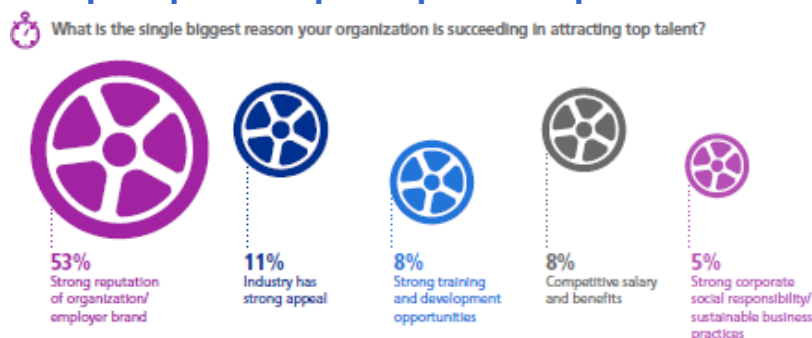 What is the single biggest reason your organization is succeeding in attracting top talent?
53%
Strong reputation
of organization/
employer brand
11%
Industry has
strong appeal
8%
Strong training
and development
opportunities
8%
Competitive salary
and benefits
5%
Strong corporate
social responsibility/
sustainable business
practices